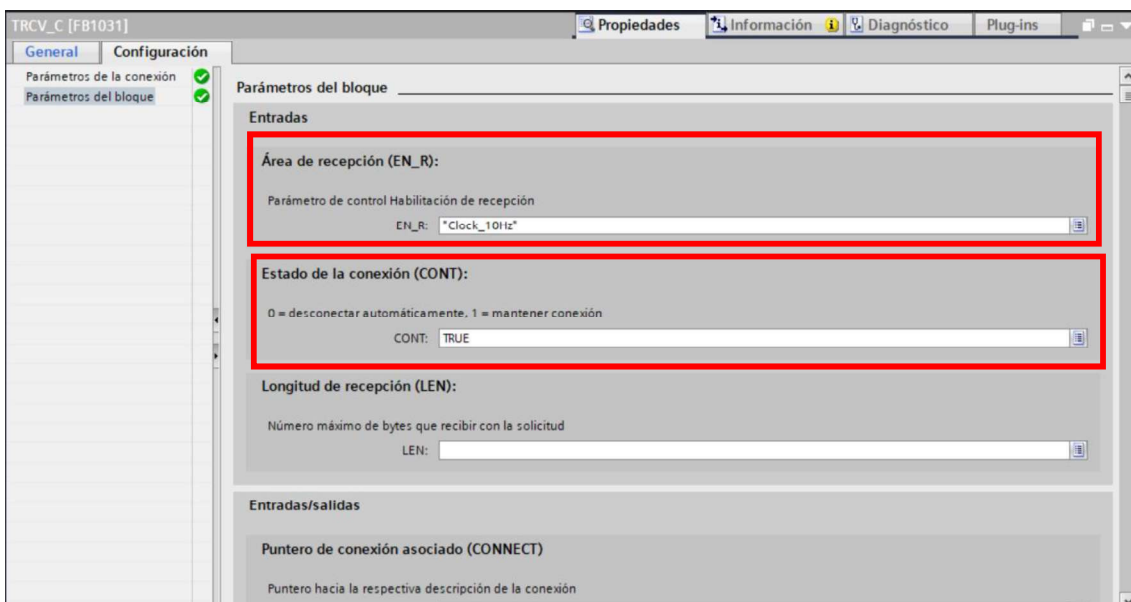 TRCV_C [FB1031]
Propiedades
Información
Diagnóstico
Plug-ins
General
Configuración
Parámetros de la conexión
Parámetros del bloque
Parámetros del bloque
Entradas
Área de recepción (EN_R):
Parámetro de control Habilitación de recepción
EN_R: "Clock_10Hz"
Estado de la conexión (CONT):
0 = desconectar automáticamente, 1 = mantener conexión
CONT: TRUE
Longitud de recepción (LEN):
Número máximo de bytes que recibir con la solicitud
LEN:
Entradas/salidas
Puntero de conexión asociado (CONNECT)
Puntero hacia la respectiva descripción de la conexión